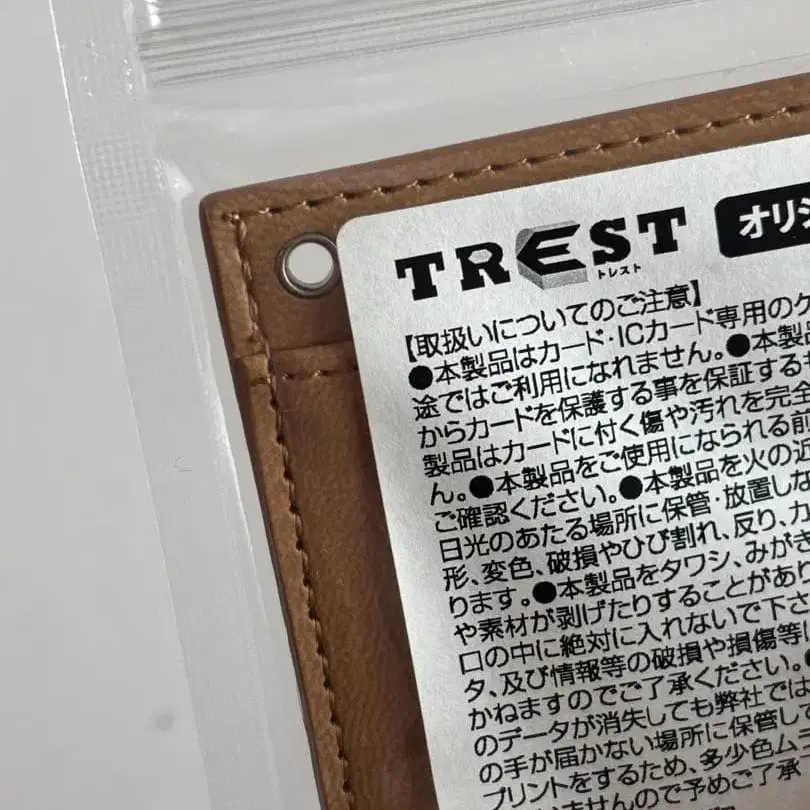 TREST オリジ
トレスト
【取扱いについてのご注意】
●本製品はカード・ICカード専用のケ
途ではご利用になれません。●本製品
からカードを保護する事を保証するも
製品はカードに付く傷や汚れを完全
ん。●本製品をご使用になられる前
ご確認ください。●本製品を火の近
日光のあたる場所に保管・放置しな
形、変色、破損やひび割れ、反り、カ
ります。●本製品をタワシ、みがき
や素材が剥げたりすることがあり
口の中に絶対に入れないで下さ
タ、及び情報等の破損や損傷等に
かねますのでご了承ください。●
のデータが消失しても弊社では
の手が届かない場所に保管して
プリントをするため、多少色ムラ
いませんので予めご了承